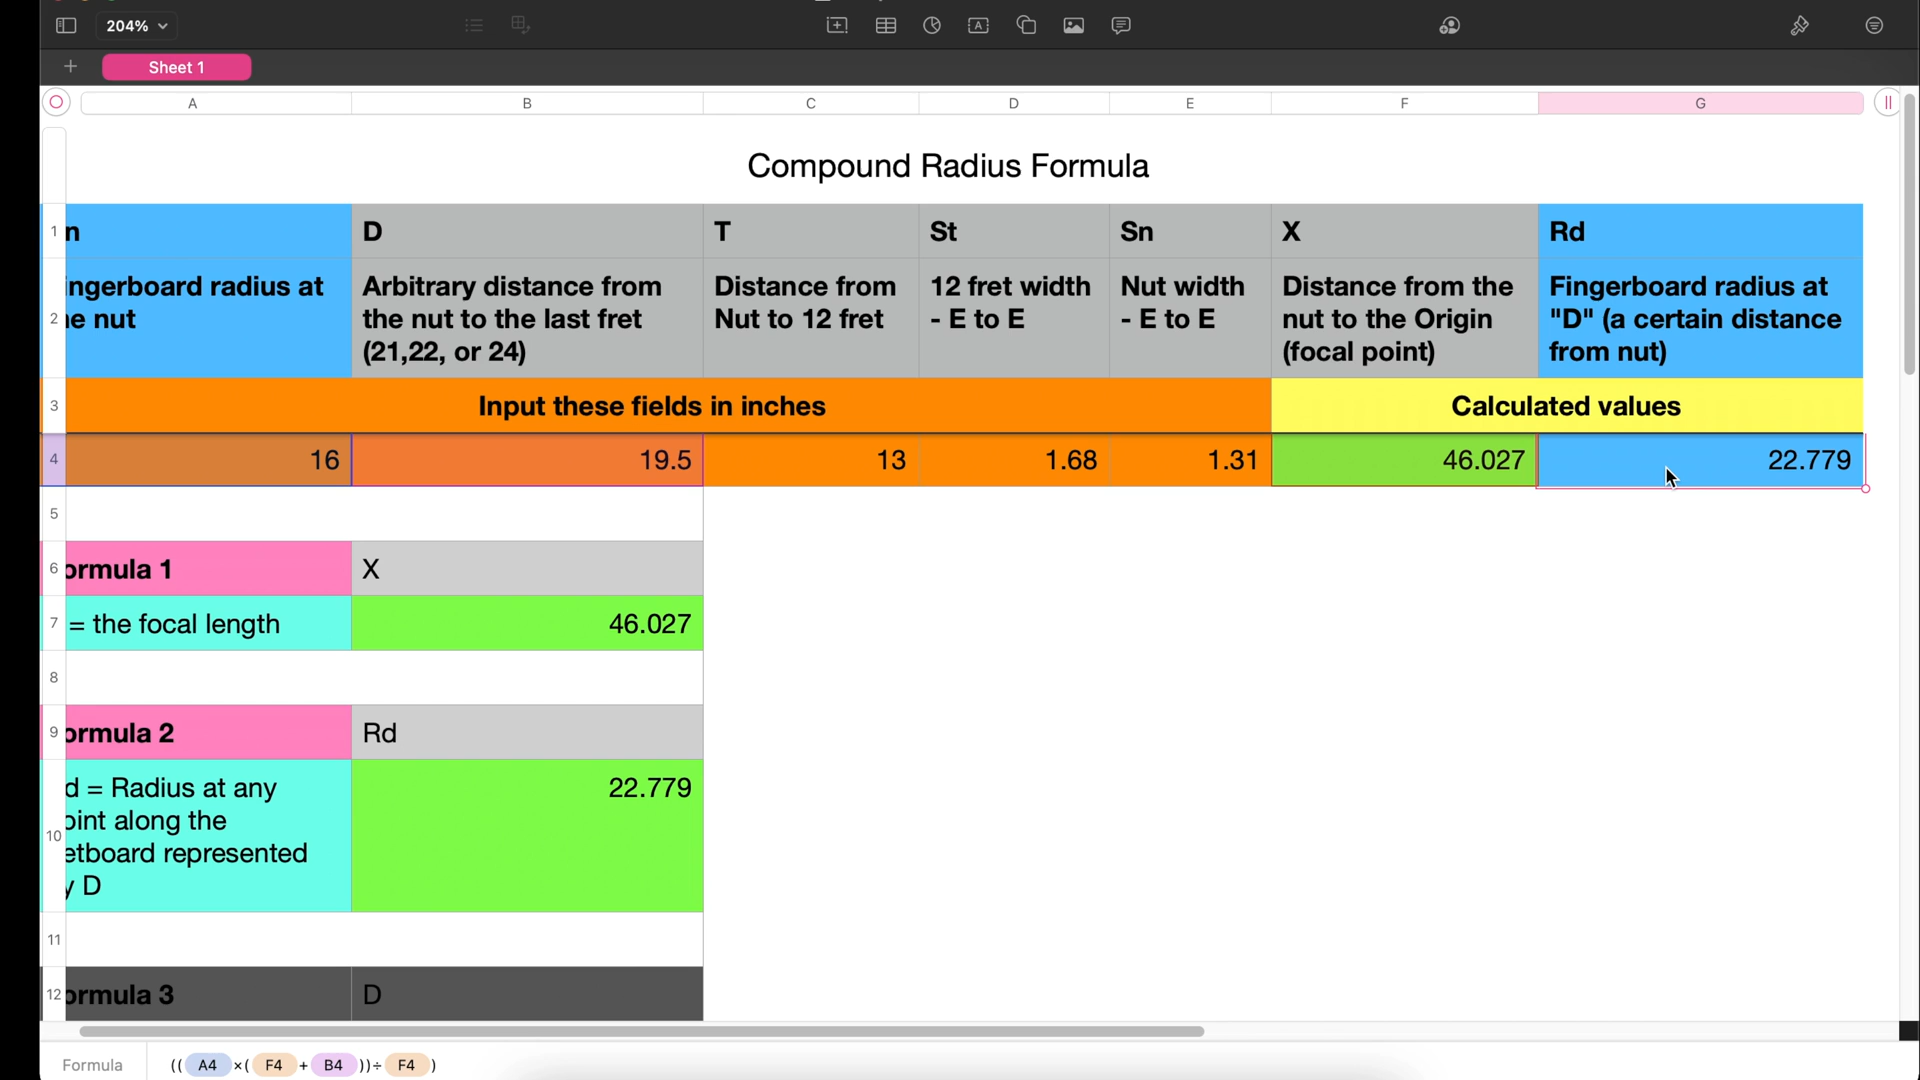 204%
Sheet 1
A B C D E F G
Compound Radius Formula
1 n D T St Sn X Rd
2
ingerboard radius at
e nut
Arbitrary distance from
the nut to the last fret
(21,22, or 24)
Distance from
Nut to 12 fret
12 fret width
- E to E
Nut width
- E to E
Distance from the
nut to the Origin
(focal point)
Fingerboard radius at
"D" (a certain distance
from nut)
3 Input these fields in inches Calculated values
4 16 19.5 13 1.68 1.31 46.027 22.779
5
6 ormula 1 X
7 = the focal length 46.027
8
9 ormula 2 Rd
10
d = Radius at any
oint along the
etboard represented
y D
22.779
11
12 ormula 3 D
Formula ((A4×(F4+B4))÷F4)